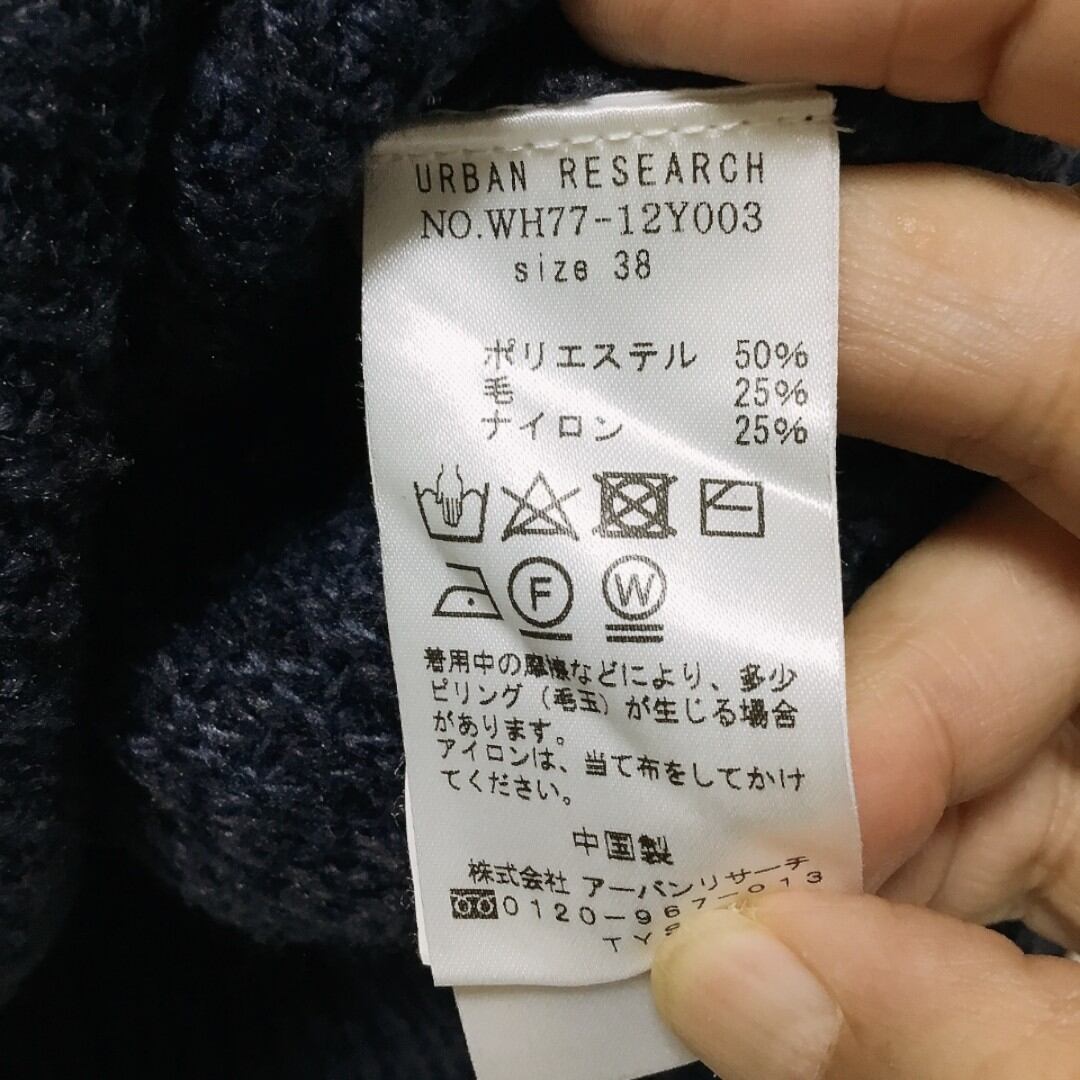 URBAN RESEARCH
NO.WH77-12Y003
size 38
ポリエステル 50%
毛 25%
ナイロン 25%
F W
着用中の摩擦などにより、多少
ピリング（毛玉）が生じる場合
があります。
アイロンは、当て布をしてかけ
てください。
中国製
株式会社 アーバンリサーチ
0120-967-013